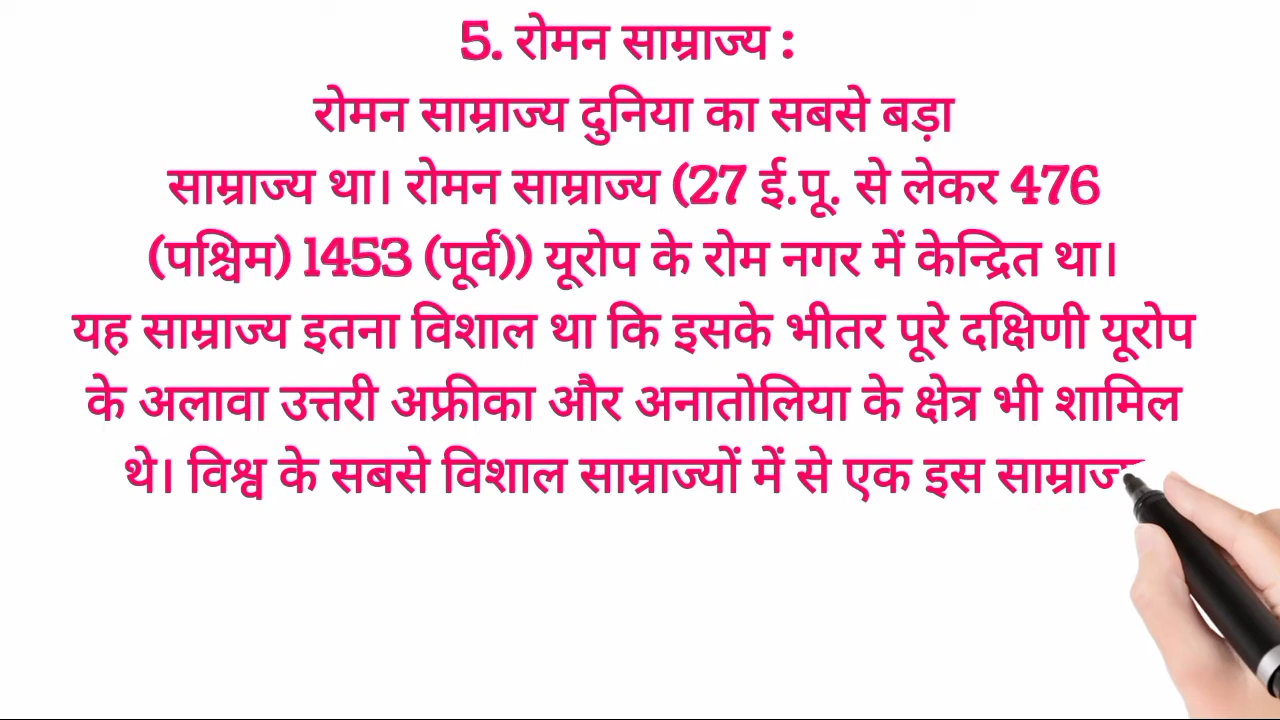 5. रोमन साम्राज्य :
रोमन साम्राज्य दुनिया का सबसे बड़ा
साम्राज्य था। रोमन साम्राज्य (27 ई.पू. से लेकर 476
(पश्चिम) 1453 (पूर्व)) यूरोप के रोम नगर में केन्द्रित था।
यह साम्राज्य इतना विशाल था कि इसके भीतर पूरे दक्षिणी यूरोप
के अलावा उत्तरी अफ्रीका और अनातोलिया के क्षेत्र भी शामिल
थे। विश्व के सबसे विशाल साम्राज्यों में से एक इस